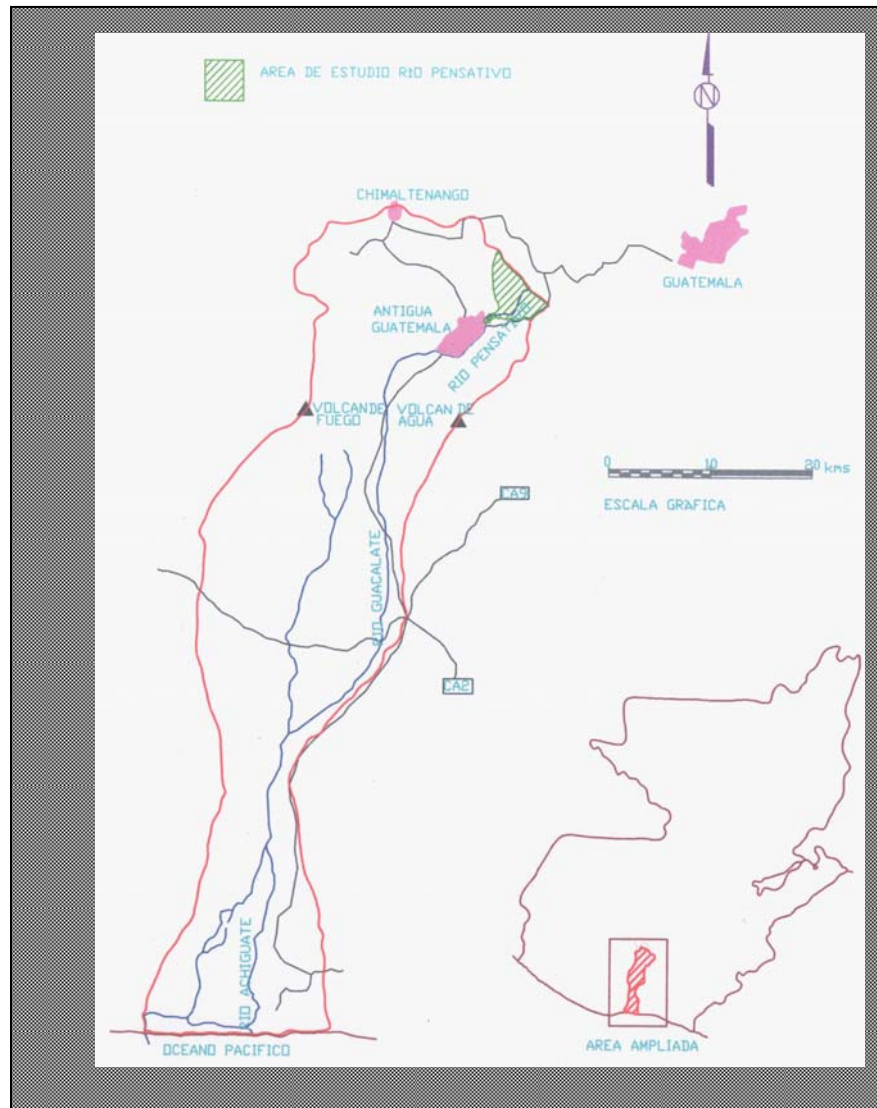 AREA DE ESTUDIO RIO PENSATIVO
N
CHIMALTENANGO
GUATEMALA
ANTIGUA
GUATEMALA
RIO PENSATIVO
VOLCAN DE
FUEGO
VOLCAN DE
AGUA
0 10 20 kms
ESCALA GRÀFICA
CA9
RIO GUACALATE
CA2
RIO ACHIGUATE
OCEANO PACIFICO
AREA AMPLIADA